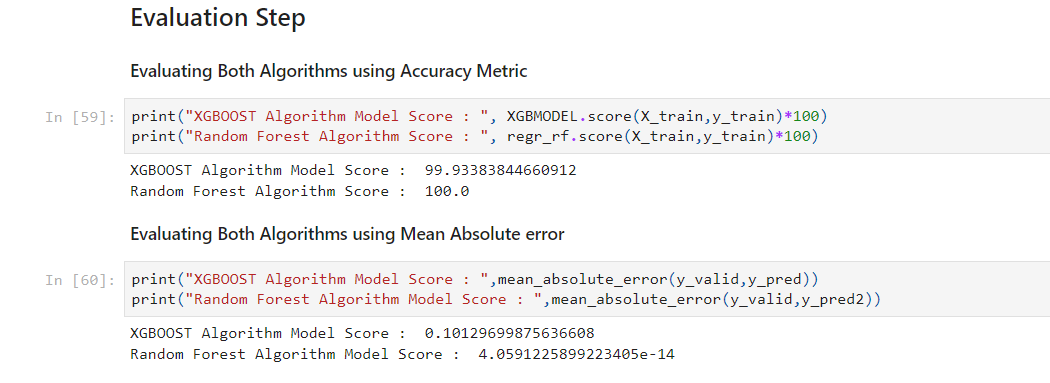 Evaluation Step
Evaluating Both Algorithms using Accuracy Metric
In [59]: print("XGBOOST Algorithm Model Score : ", XGBMODEL.score(X_train,y_train)*100)
print("Random Forest Algorithm Score : ", regr_rf.score(X_train,y_train)*100)
XGBOOST Algorithm Model Score :  99.93383844660912
Random Forest Algorithm Score :  100.0
Evaluating Both Algorithms using Mean Absolute error
In [60]: print("XGBOOST Algorithm Model Score : ",mean_absolute_error(y_valid,y_pred))
print("Random Forest Algorithm Model Score : ",mean_absolute_error(y_valid,y_pred2))
XGBOOST Algorithm Model Score :  0.10129699875636608
Random Forest Algorithm Model Score :  4.0591225899223405e-14